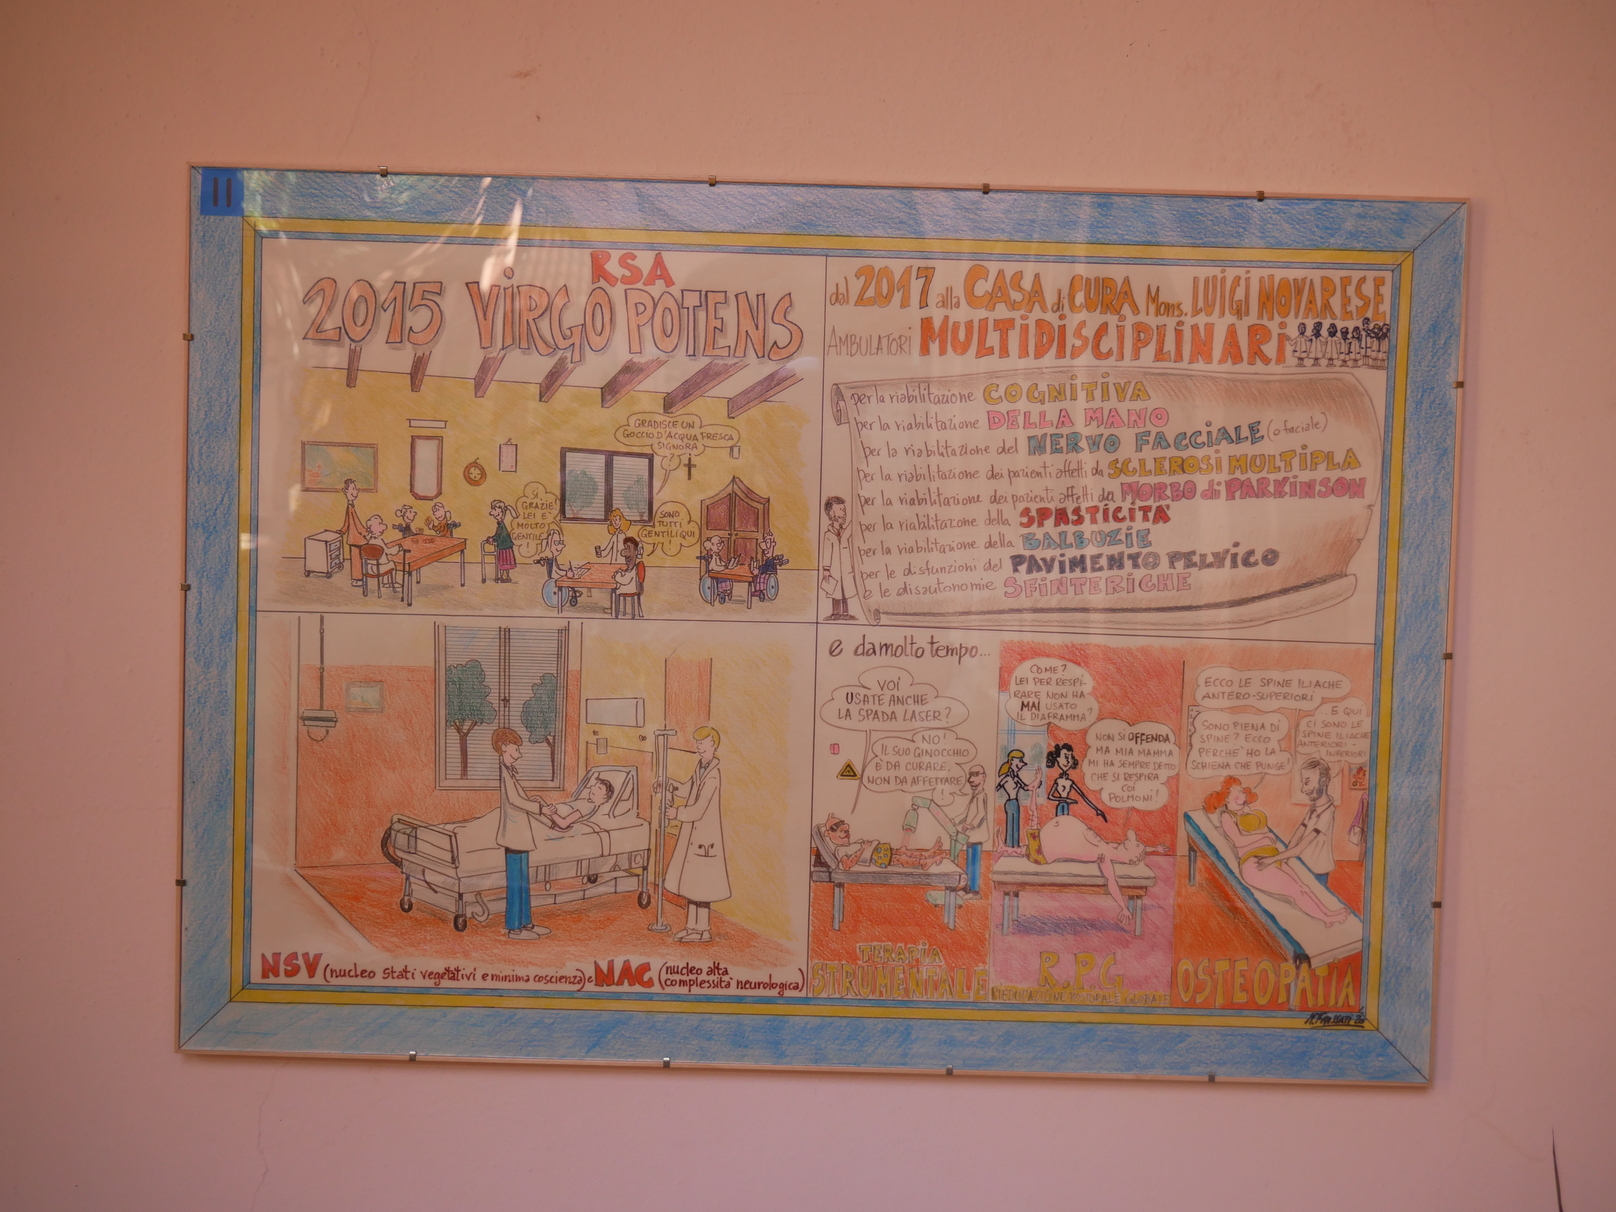 11
RSA
2015 VIRGO POTENS
GRADISCE UN
GOCCIO D'ACQUA FRESCA
SIGNORA?
SÌ,
GRAZIE!
LEI È
MOLTO
GENTILE!
SONO
TUTTI
GENTILI QUI!
dal 2017 alla CASA di CURA Mons. LUIGI NOVARESE
AMBULATORI MULTIDISCIPLINARI
per la riabilitazione COGNITIVA
per la riabilitazione DELLA MANO
per la riabilitazione del NERVO FACCIALE (o faciale)
per la riabilitazione dei pazienti affetti da SCLEROSI MULTIPLA
per la riabilitazione dei pazienti affetti da MORBO di PARKINSON
per la riabilitazione della SPASTICITA'
per la riabilitazione della BALBUZIE
per le disfunzioni del PAVIMENTO PELVICO
e le disautonomie SFINTERICHE
NSV (nucleo stati vegetativi e minima coscienza) e NAC (nucleo alta
complessità neurologica)
e da molto tempo...
VOI
USATE ANCHE
LA SPADA LASER?
NO!
IL SUO GINOCCHIO
È DA CURARE,
NON DA AFFETTARE!
TERAPIA
STRUMENTALE
COME?
LEI PER RESPI-
RARE NON HA
MAI USATO
IL DIAFRAMMA?
NON SI OFFENDA,
MA MIA MAMMA
MI HA SEMPRE DETTO
CHE SI RESPIRA
COI
POLMONI!
R.P.G.
RIEDUCAZIONE POSTURALE GLOBALE
ECCO LE SPINE ILIACHE
ANTERO-SUPERIORI
SONO PIENA DI
SPINE? ECCO
PERCHE' HO LA
SCHIENA CHE PUNGE!
... E QUI
CI SONO LE
SPINE ILIACHE
ANTERIORI-
INFERIORI
OSTEOPATIA